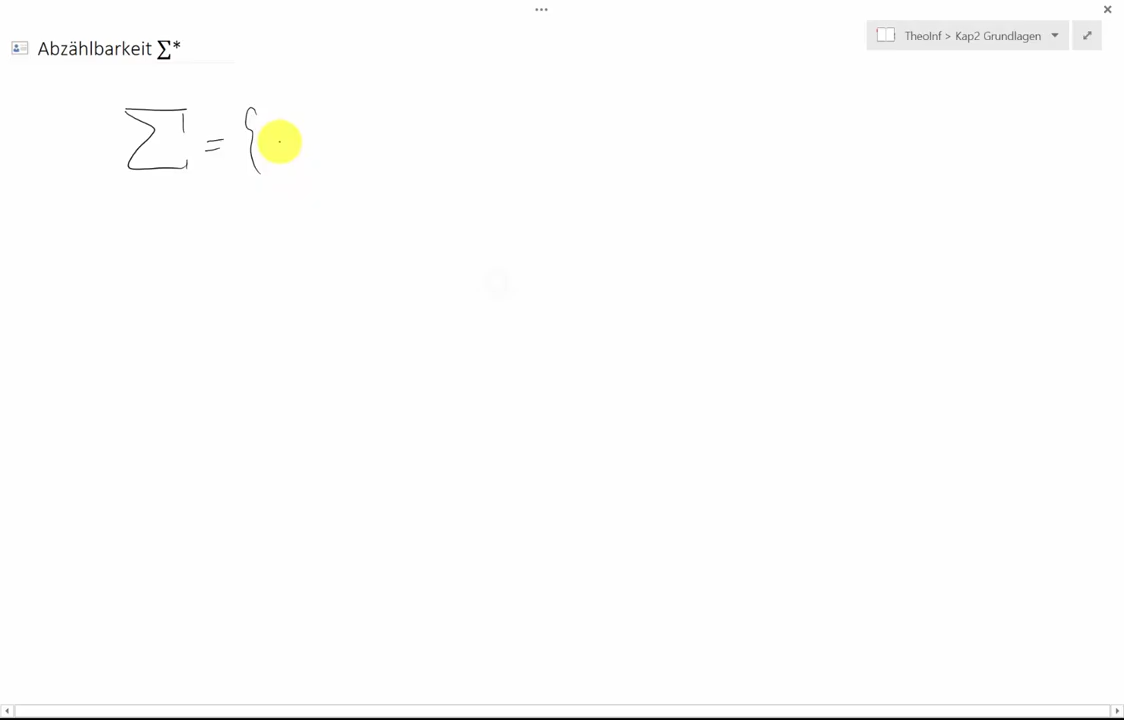 Abzählbarkeit ∑*
TheoInf > Kap2 Grundlagen
∑ = {